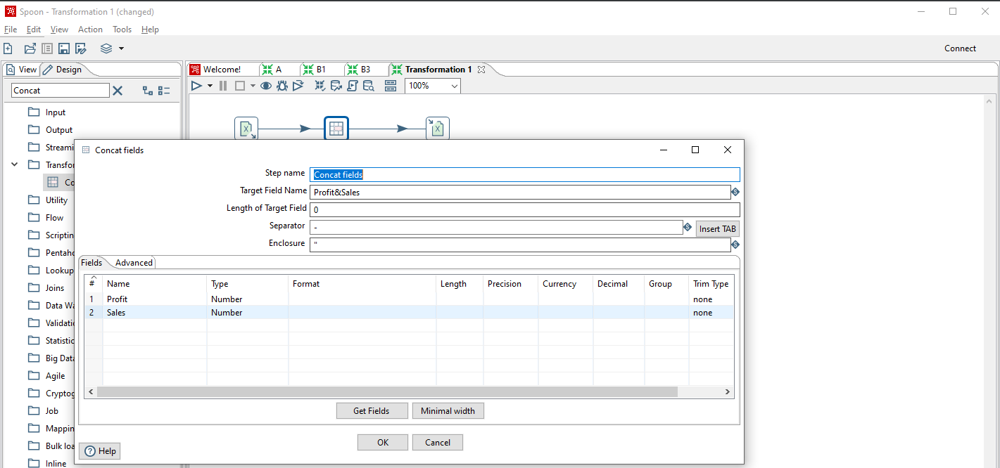 Spoon - Transformation 1 (changed)
File Edit View Action Tools Help
Connect
View Design
Welcome! A B1 B3 Transformation 1
Concat
100%
Input
Output
Streami
Transfor
Co
Utility
Flow
Scriptin
Pentaho
Lookup
Joins
Data Wa
Validatio
Statistic
Big Data
Agile
Cryptog
Job
Mappin
Bulk loa
Inline
Concat fields
Step name Concat fields
Target Field Name Profit&Sales
Length of Target Field 0
Separator - Insert TAB
Enclosure "
Fields Advanced
# Name Type Format Length Precision Currency Decimal Group Trim Type
1 Profit Number none
2 Sales Number none
Get Fields Minimal width
OK Cancel
Help